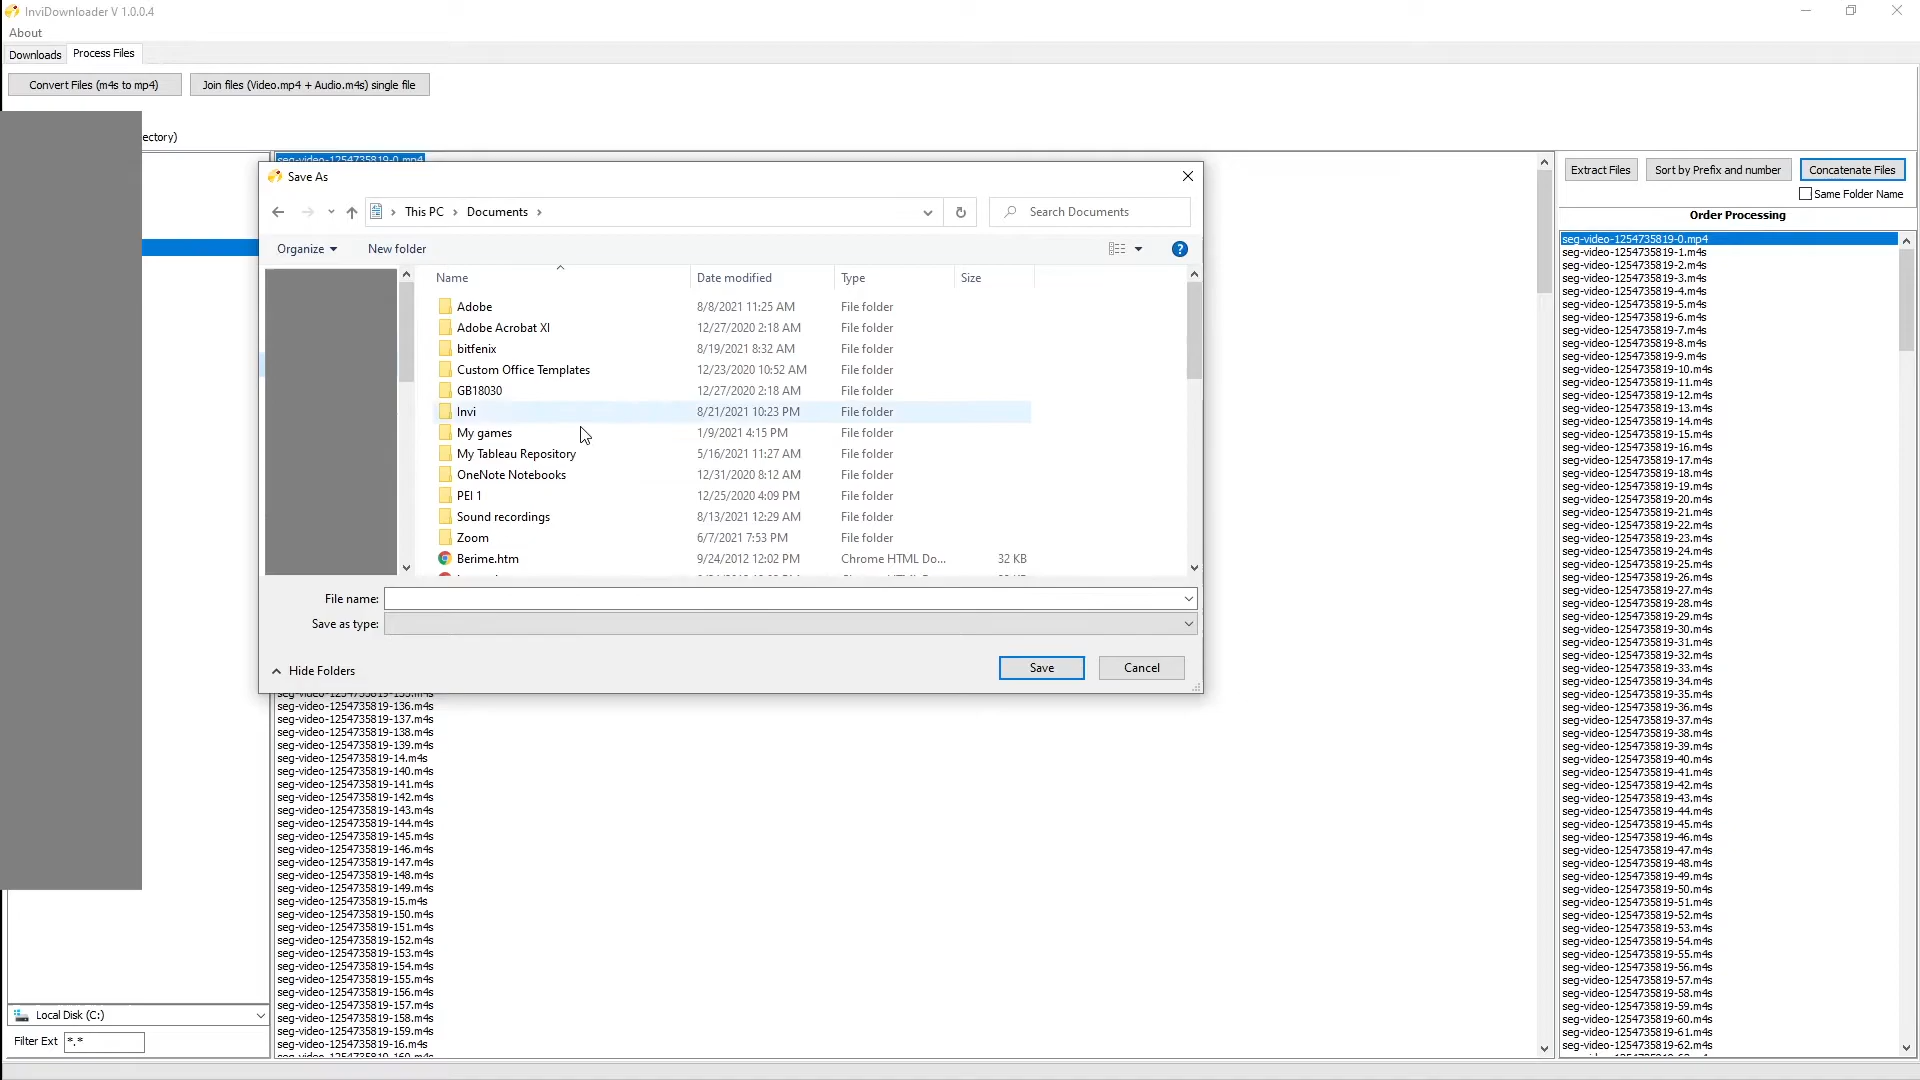 InviDownloader V 1.0.0.4
About
Downloads Process Files
Convert Files (m4s to mp4) Join files (Video.mp4 + Audio.m4s) single file
ectory)
seg-video-1254735819-0.mp4
Save As
This PC Documents
Search Documents
Organize New folder
Name Date modified Type Size
Adobe 8/8/2021 11:25 AM File folder
Adobe Acrobat XI 12/27/2020 2:18 AM File folder
bitfenix 8/19/2021 8:32 AM File folder
Custom Office Templates 12/23/2020 10:52 AM File folder
GB18030 12/27/2020 2:18 AM File folder
Invi 8/21/2021 10:23 PM File folder
My games 1/9/2021 4:15 PM File folder
My Tableau Repository 5/16/2021 11:27 AM File folder
OneNote Notebooks 12/31/2020 8:12 AM File folder
PEI 1 12/25/2020 4:09 PM File folder
Sound recordings 8/13/2021 12:29 AM File folder
Zoom 6/7/2021 7:53 PM File folder
Berime.htm 9/24/2012 12:02 PM Chrome HTML Do... 32 KB
File name:
Save as type:
Hide Folders
Save Cancel
seg-video-1254735819-135.m4s
seg-video-1254735819-136.m4s
seg-video-1254735819-137.m4s
seg-video-1254735819-138.m4s
seg-video-1254735819-139.m4s
seg-video-1254735819-14.m4s
seg-video-1254735819-140.m4s
seg-video-1254735819-141.m4s
seg-video-1254735819-142.m4s
seg-video-1254735819-143.m4s
seg-video-1254735819-144.m4s
seg-video-1254735819-145.m4s
seg-video-1254735819-146.m4s
seg-video-1254735819-147.m4s
seg-video-1254735819-148.m4s
seg-video-1254735819-149.m4s
seg-video-1254735819-15.m4s
seg-video-1254735819-150.m4s
seg-video-1254735819-151.m4s
seg-video-1254735819-152.m4s
seg-video-1254735819-153.m4s
seg-video-1254735819-154.m4s
seg-video-1254735819-155.m4s
seg-video-1254735819-156.m4s
seg-video-1254735819-157.m4s
seg-video-1254735819-158.m4s
seg-video-1254735819-159.m4s
seg-video-1254735819-16.m4s
seg-video-1254735819-160.m4s
Local Disk (C:)
Filter Ext *.*
Extract Files Sort by Prefix and number Concatenate Files
Same Folder Name
Order Processing
seg-video-1254735819-0.mp4
seg-video-1254735819-1.m4s
seg-video-1254735819-2.m4s
seg-video-1254735819-3.m4s
seg-video-1254735819-4.m4s
seg-video-1254735819-5.m4s
seg-video-1254735819-6.m4s
seg-video-1254735819-7.m4s
seg-video-1254735819-8.m4s
seg-video-1254735819-9.m4s
seg-video-1254735819-10.m4s
seg-video-1254735819-11.m4s
seg-video-1254735819-12.m4s
seg-video-1254735819-13.m4s
seg-video-1254735819-14.m4s
seg-video-1254735819-15.m4s
seg-video-1254735819-16.m4s
seg-video-1254735819-17.m4s
seg-video-1254735819-18.m4s
seg-video-1254735819-19.m4s
seg-video-1254735819-20.m4s
seg-video-1254735819-21.m4s
seg-video-1254735819-22.m4s
seg-video-1254735819-23.m4s
seg-video-1254735819-24.m4s
seg-video-1254735819-25.m4s
seg-video-1254735819-26.m4s
seg-video-1254735819-27.m4s
seg-video-1254735819-28.m4s
seg-video-1254735819-29.m4s
seg-video-1254735819-30.m4s
seg-video-1254735819-31.m4s
seg-video-1254735819-32.m4s
seg-video-1254735819-33.m4s
seg-video-1254735819-34.m4s
seg-video-1254735819-35.m4s
seg-video-1254735819-36.m4s
seg-video-1254735819-37.m4s
seg-video-1254735819-38.m4s
seg-video-1254735819-39.m4s
seg-video-1254735819-40.m4s
seg-video-1254735819-41.m4s
seg-video-1254735819-42.m4s
seg-video-1254735819-43.m4s
seg-video-1254735819-44.m4s
seg-video-1254735819-45.m4s
seg-video-1254735819-46.m4s
seg-video-1254735819-47.m4s
seg-video-1254735819-48.m4s
seg-video-1254735819-49.m4s
seg-video-1254735819-50.m4s
seg-video-1254735819-51.m4s
seg-video-1254735819-52.m4s
seg-video-1254735819-53.m4s
seg-video-1254735819-54.m4s
seg-video-1254735819-55.m4s
seg-video-1254735819-56.m4s
seg-video-1254735819-57.m4s
seg-video-1254735819-58.m4s
seg-video-1254735819-59.m4s
seg-video-1254735819-60.m4s
seg-video-1254735819-61.m4s
seg-video-1254735819-62.m4s